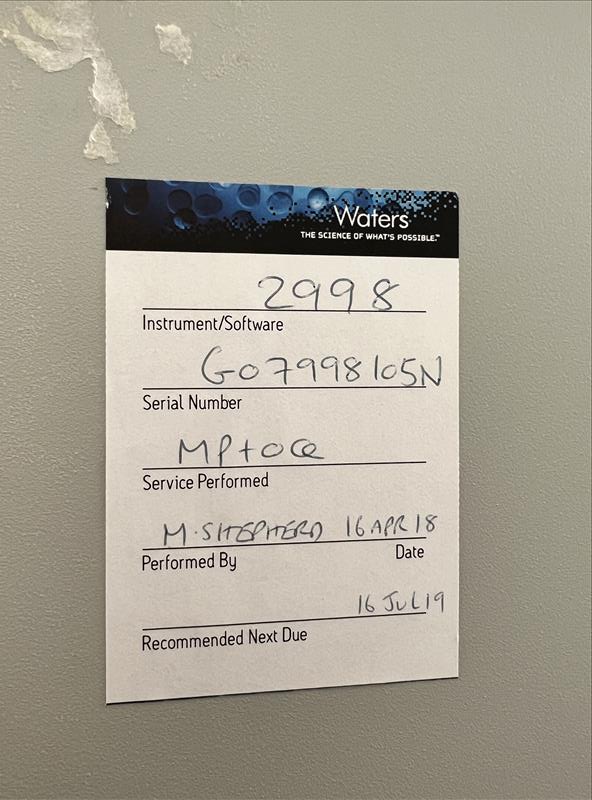 Waters
THE SCIENCE OF WHAT'S POSSIBLE.™
2998
Instrument/Software
G07998105N
Serial Number
MP+OQ
Service Performed
M.SHEPHERD 16 APR 18
Performed By Date
16 JUL 19
Recommended Next Due